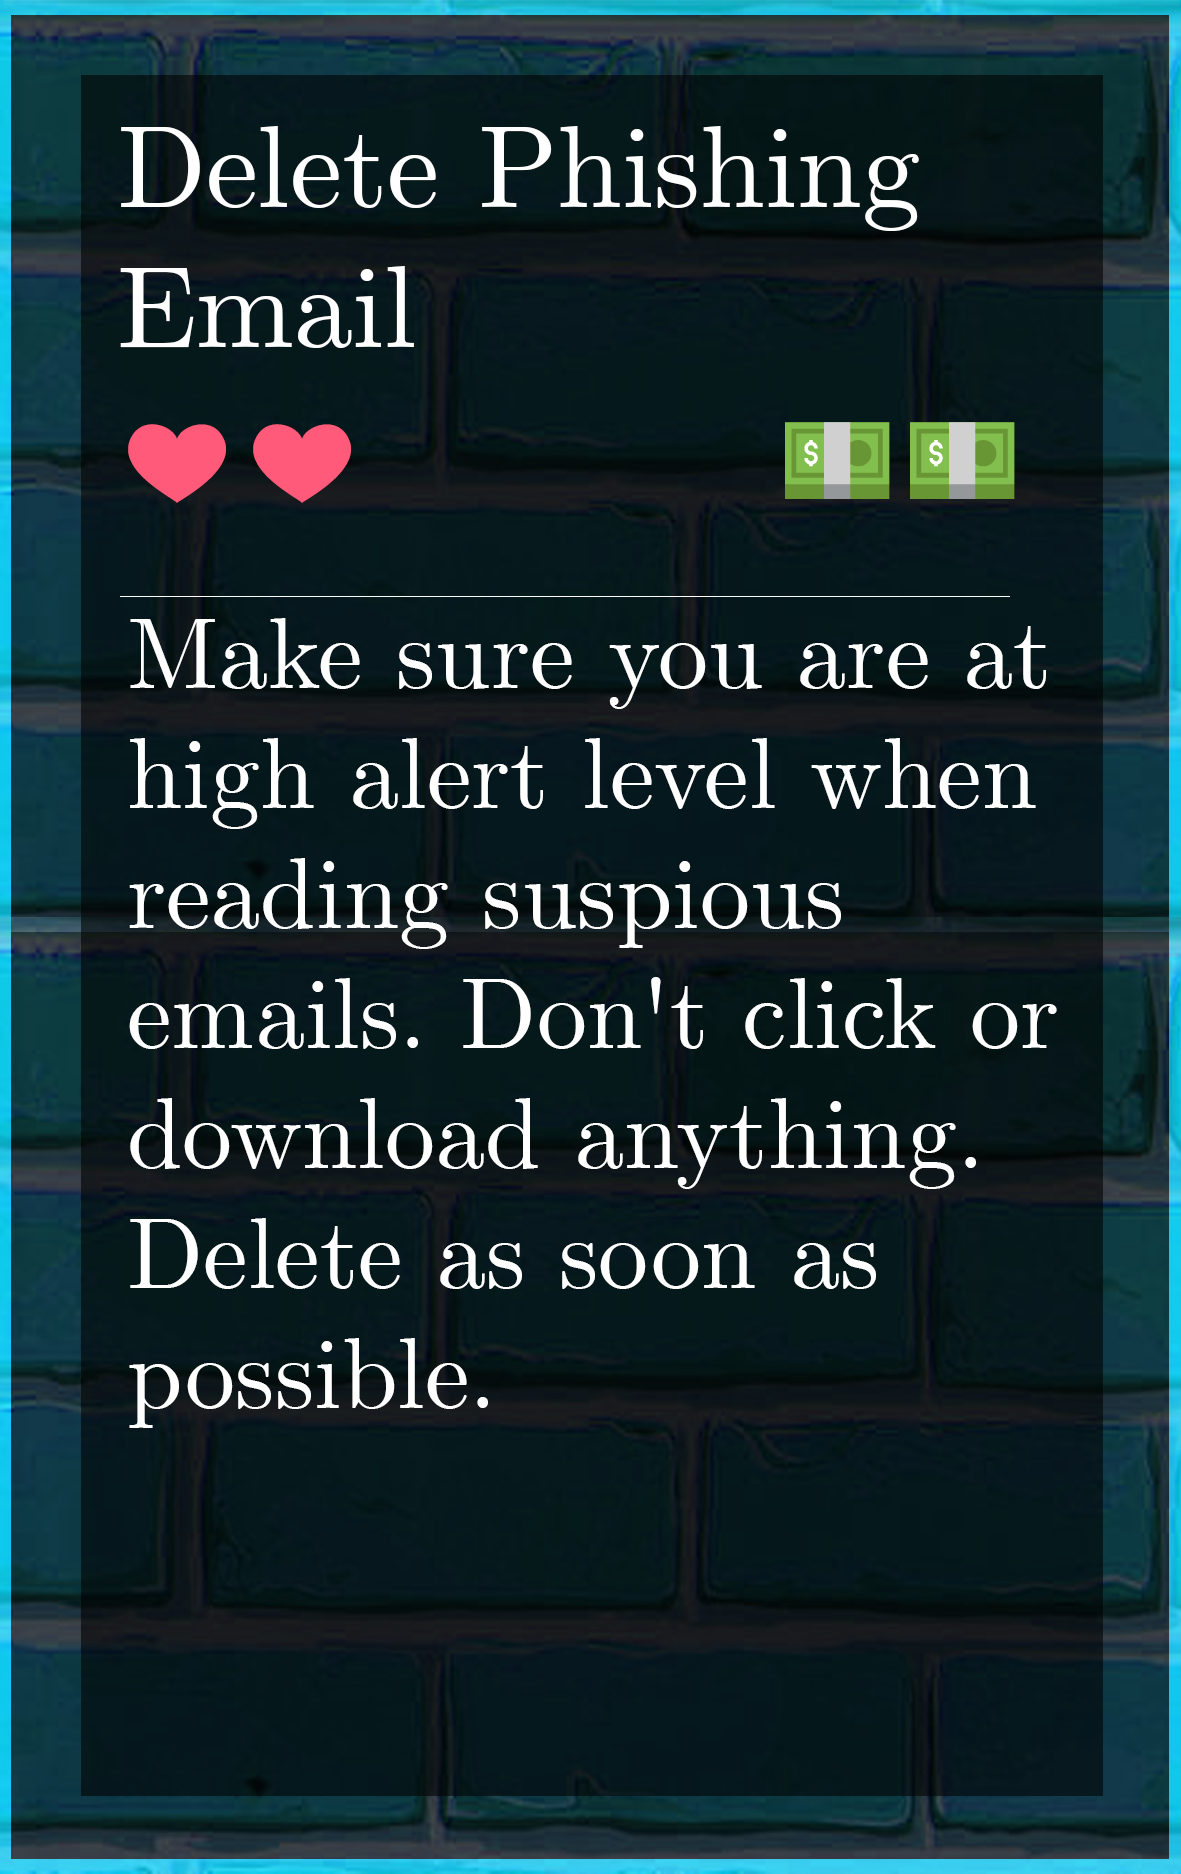 Delete Phishing
Email
Make sure you are at
high alert level when
reading suspious
emails. Don't click or
download anything.
Delete as soon as
possible.